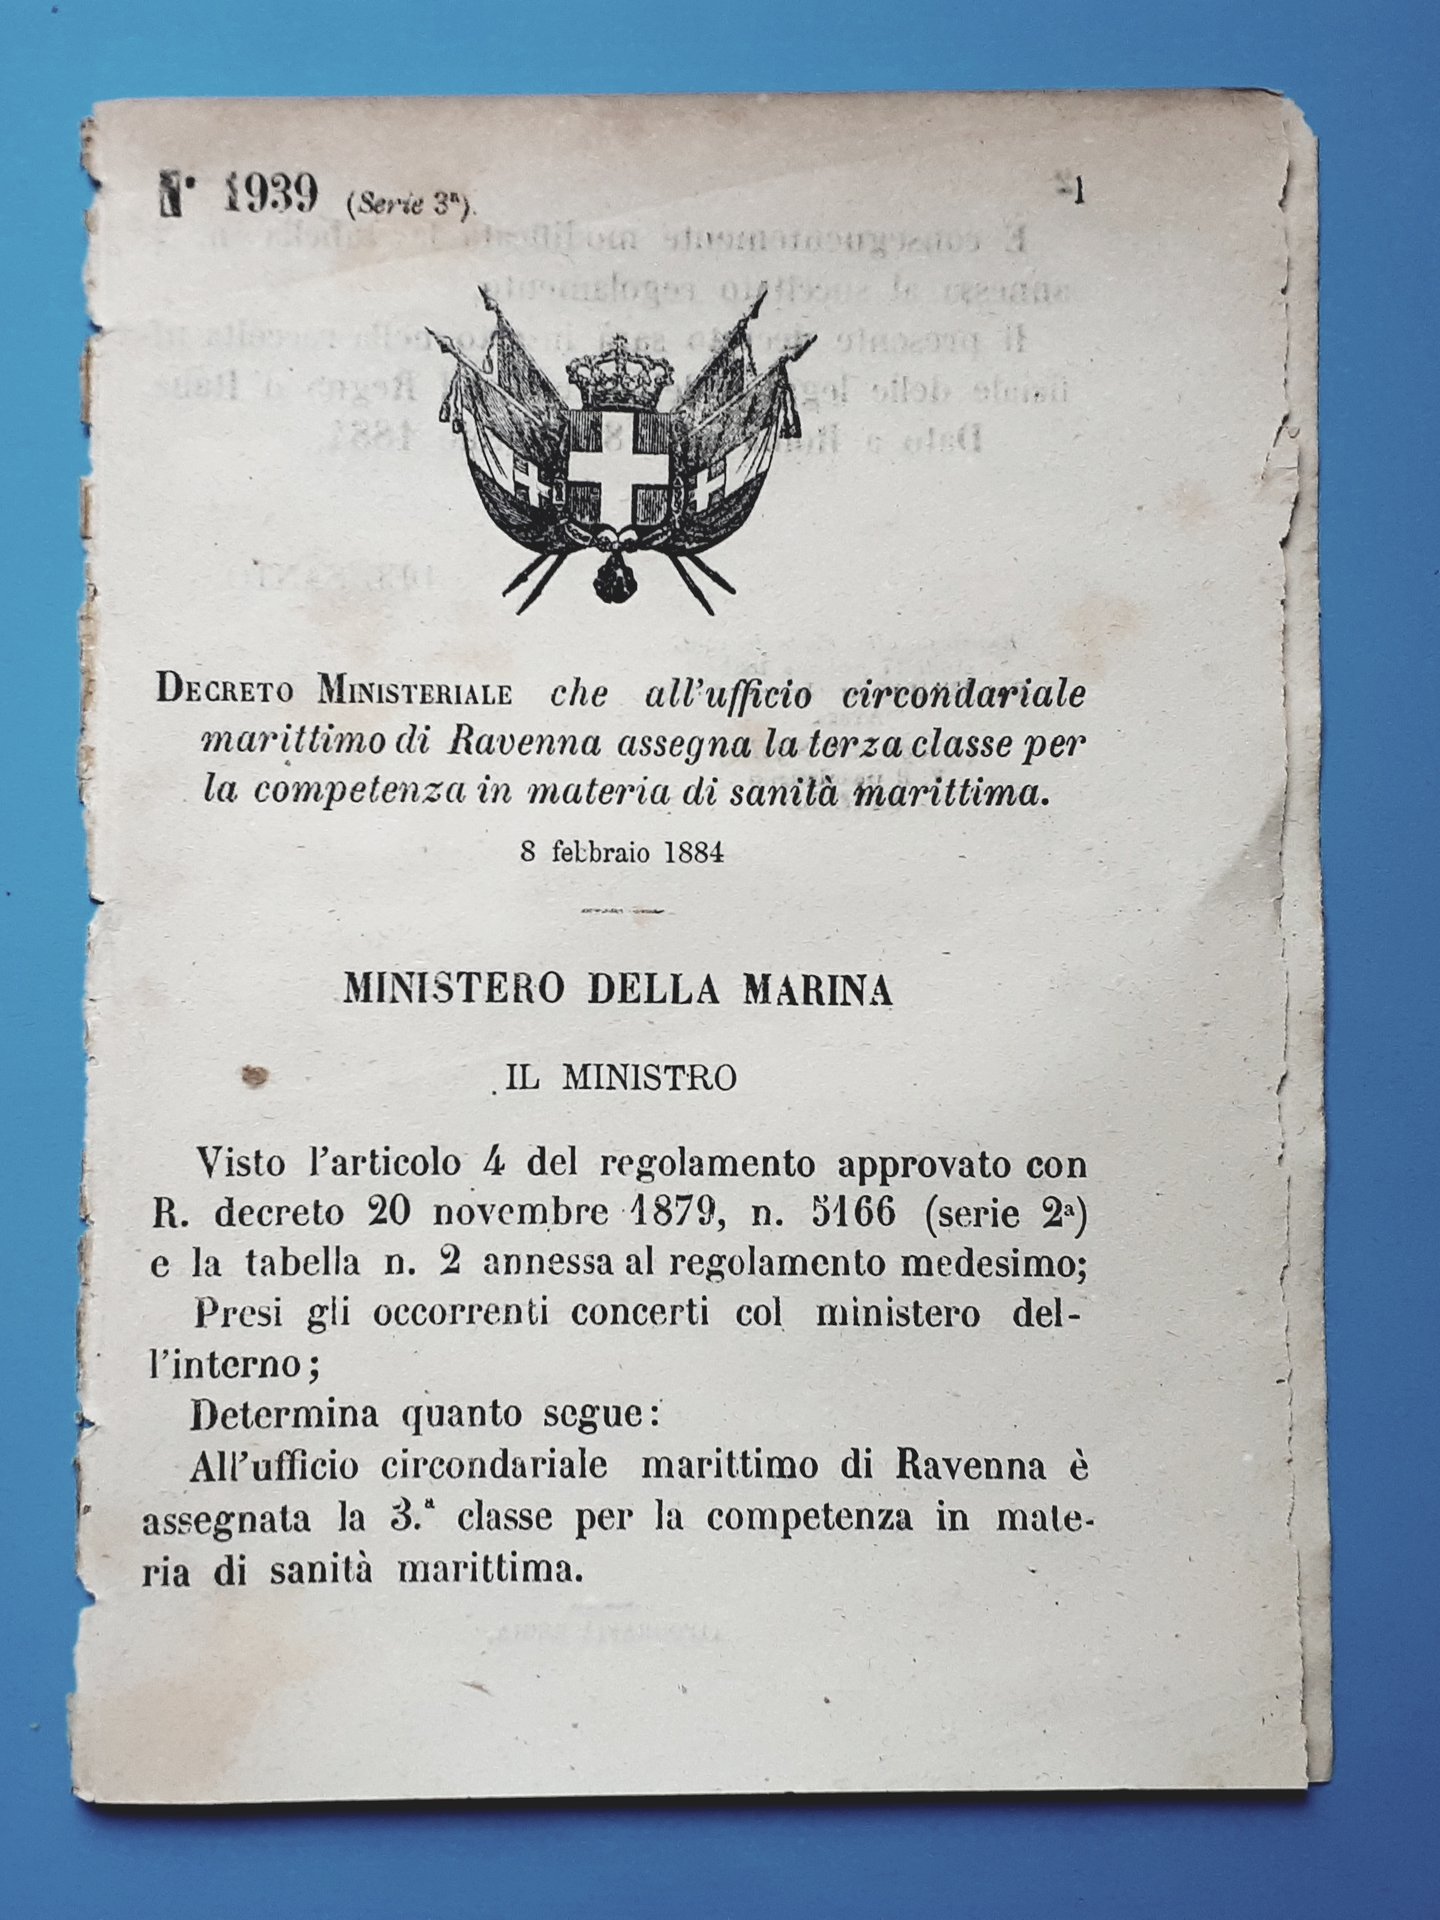 N° 1939 (Serie 3ª). 1
DECRETO MINISTERIALE che all'ufficio circondariale
marittimo di Ravenna assegna la terza classe per
la competenza in materia di sanità marittima.
8 febbraio 1884
MINISTERO DELLA MARINA
IL MINISTRO
Visto l'articolo 4 del regolamento approvato con
R. decreto 20 novembre 1879, n. 5166 (serie 2ª)
e la tabella n. 2 annessa al regolamento medesimo;
Presi gli occorrenti concerti col ministero del-
l'interno;
Determina quanto segue:
All'ufficio circondariale marittimo di Ravenna è
assegnata la 3.ª classe per la competenza in mate-
ria di sanità marittima.